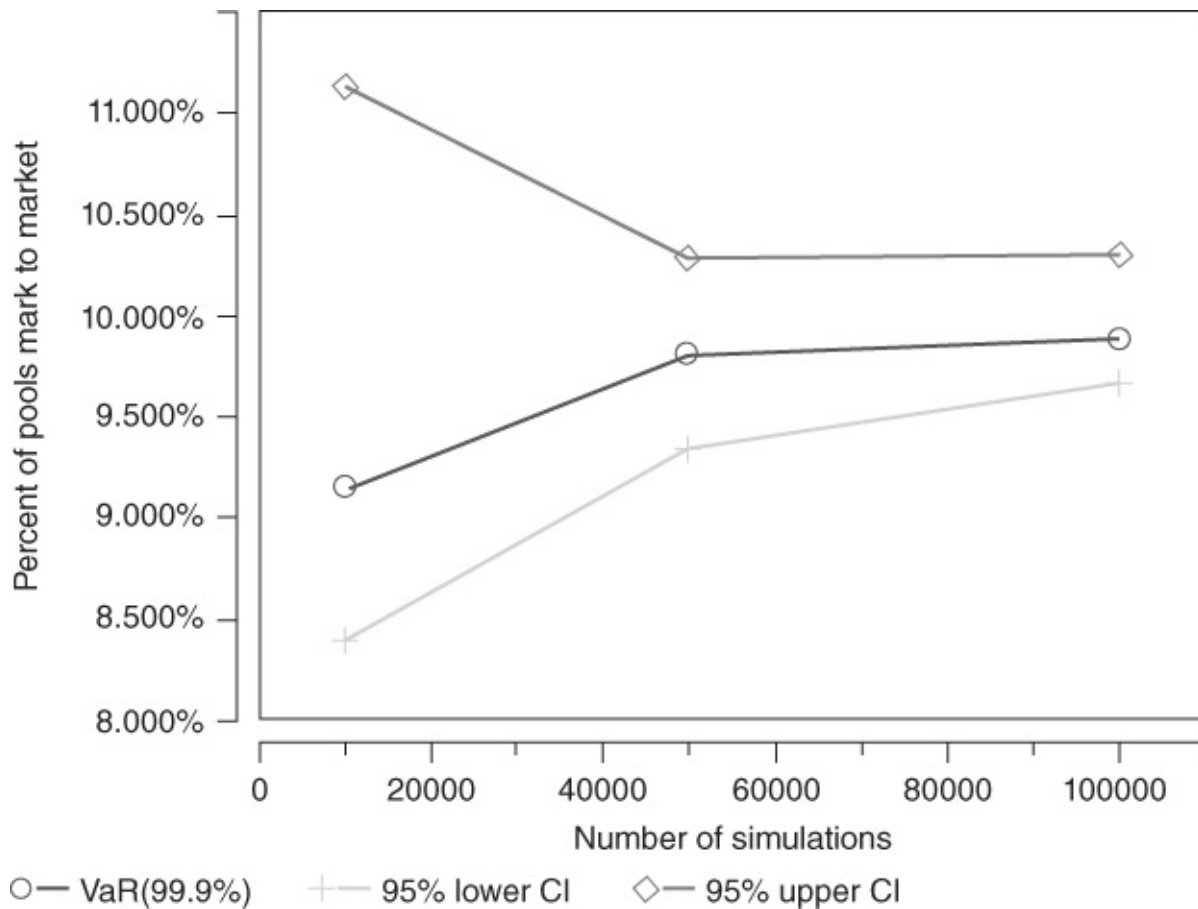 Percent of pools mark to market
11.000%
10.500%
10.000%
9.500%
9.000%
8.500%
8.000%
0 20000 40000 60000 80000 100000
Number of simulations
VaR(99.9%) 95% lower CI 95% upper CI